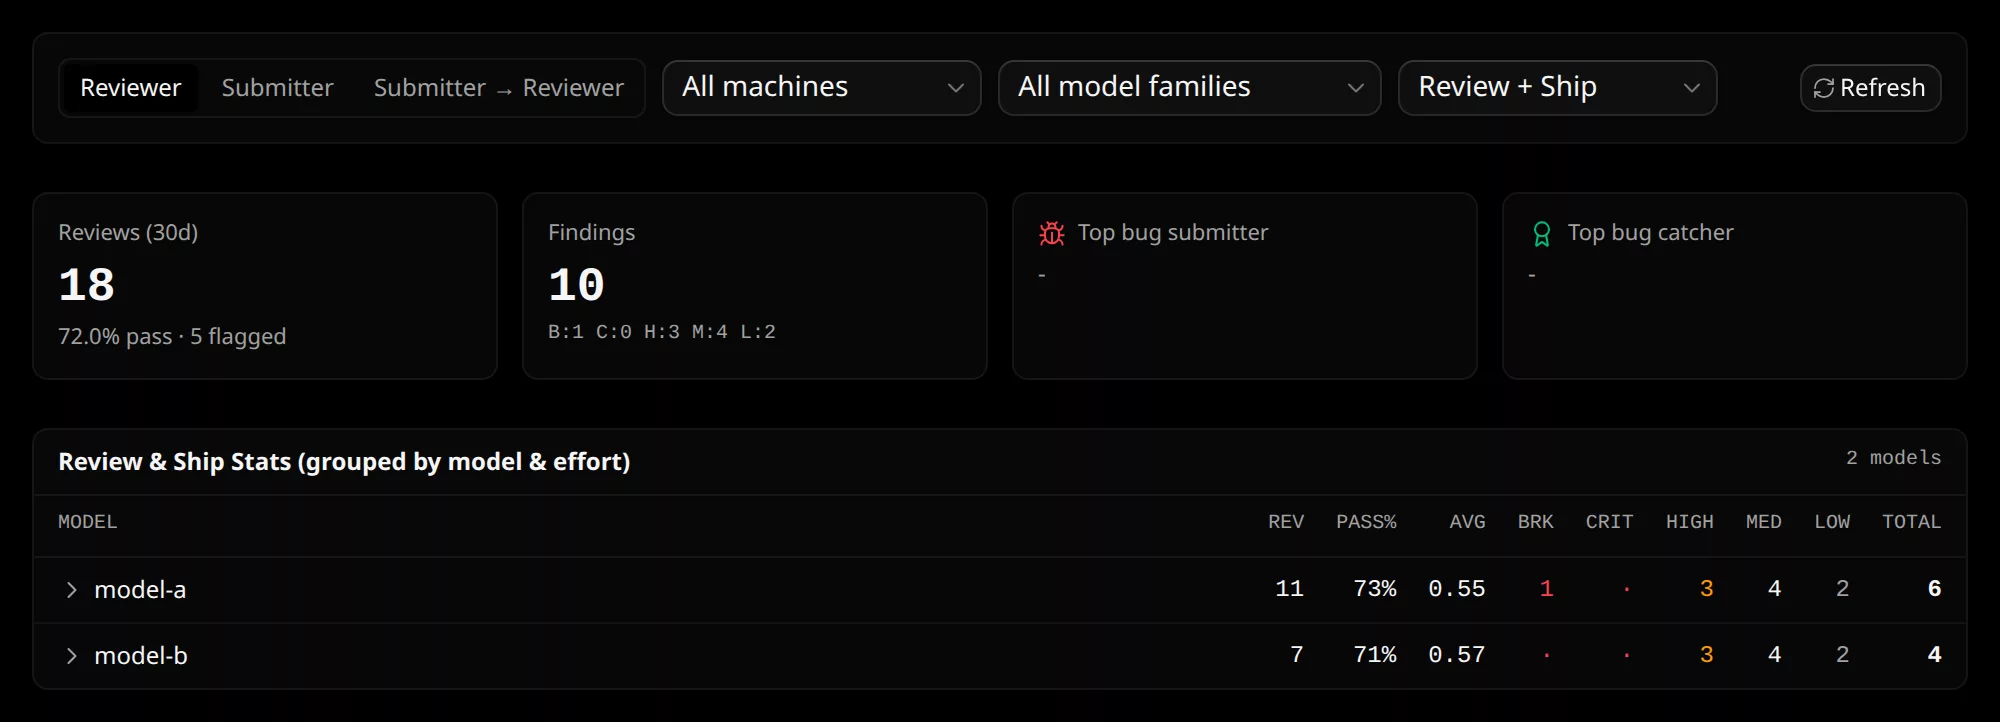 Reviewer Submitter Submitter → Reviewer All machines All model families Review + Ship Refresh
Reviews (30d)
18
72.0% pass · 5 flagged
Findings
10
B:1 C:0 H:3 M:4 L:2
Top bug submitter
-
Top bug catcher
-
Review & Ship Stats (grouped by model & effort) 2 models
MODEL REV PASS% AVG BRK CRIT HIGH MED LOW TOTAL
model-a 11 73% 0.55 1 · 3 4 2 6
model-b 7 71% 0.57 · · 3 4 2 4